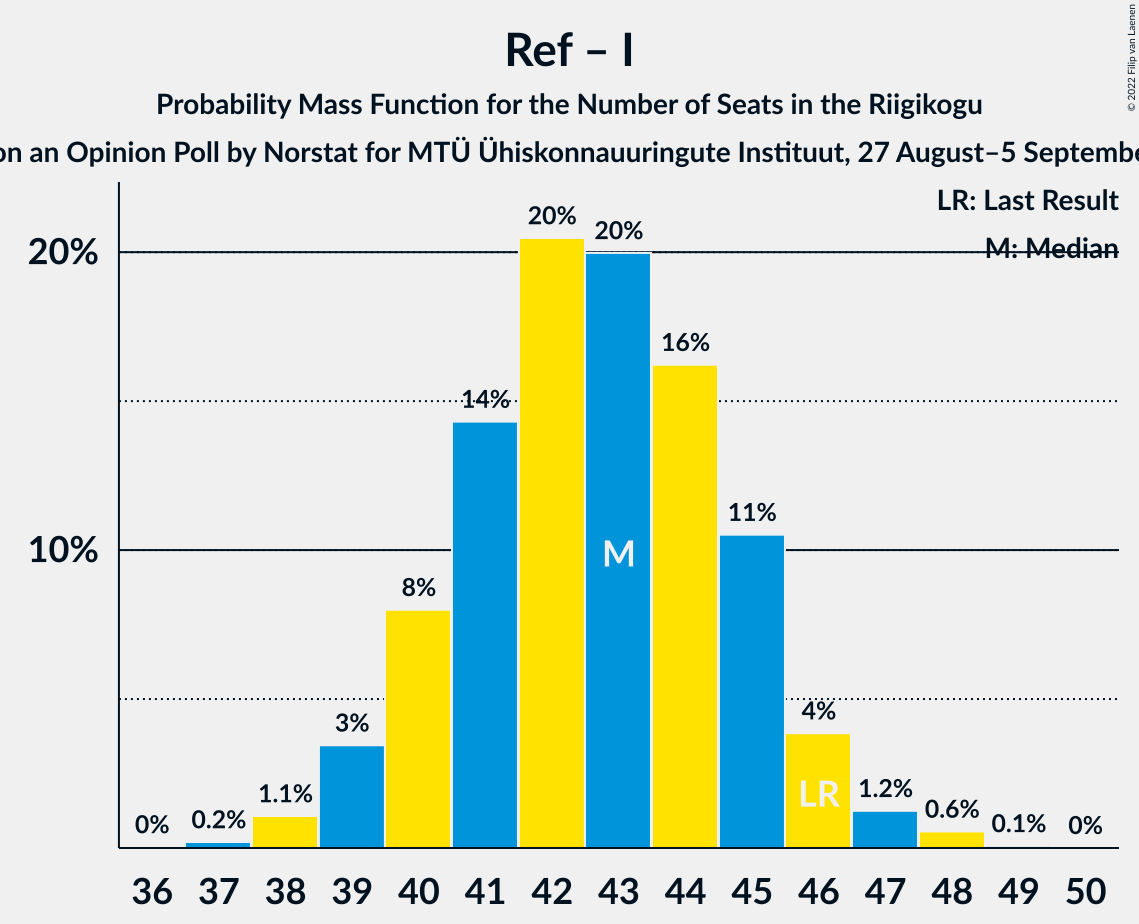 Ref – I
Probability Mass Function for the Number of Seats in the Riigikogu
on an Opinion Poll by Norstat for MTÜ Ühiskonnauuringute Instituut, 27 August–5
© 2022 Filip van Laenen
LR: Last Result
M: Median
20%
10%
0%
0.2%
1.1%
3%
8%
14%
20%
20%
16%
11%
4%
1.2%
0.6%
0.1%
0%
M
LR
36 37 38 39 40 41 42 43 44 45 46 47 48 49 50